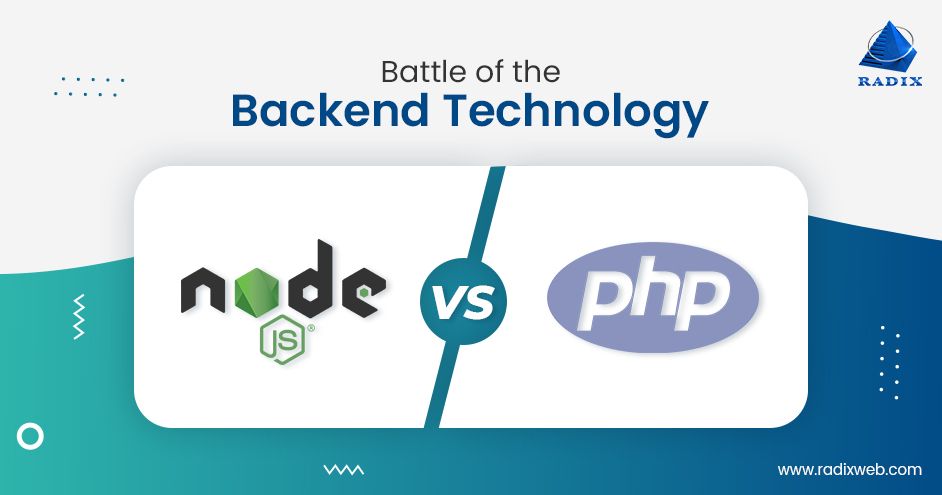 RADIX
Battle of the
Backend Technology
node
JS®
VS
php
www.radixweb.com